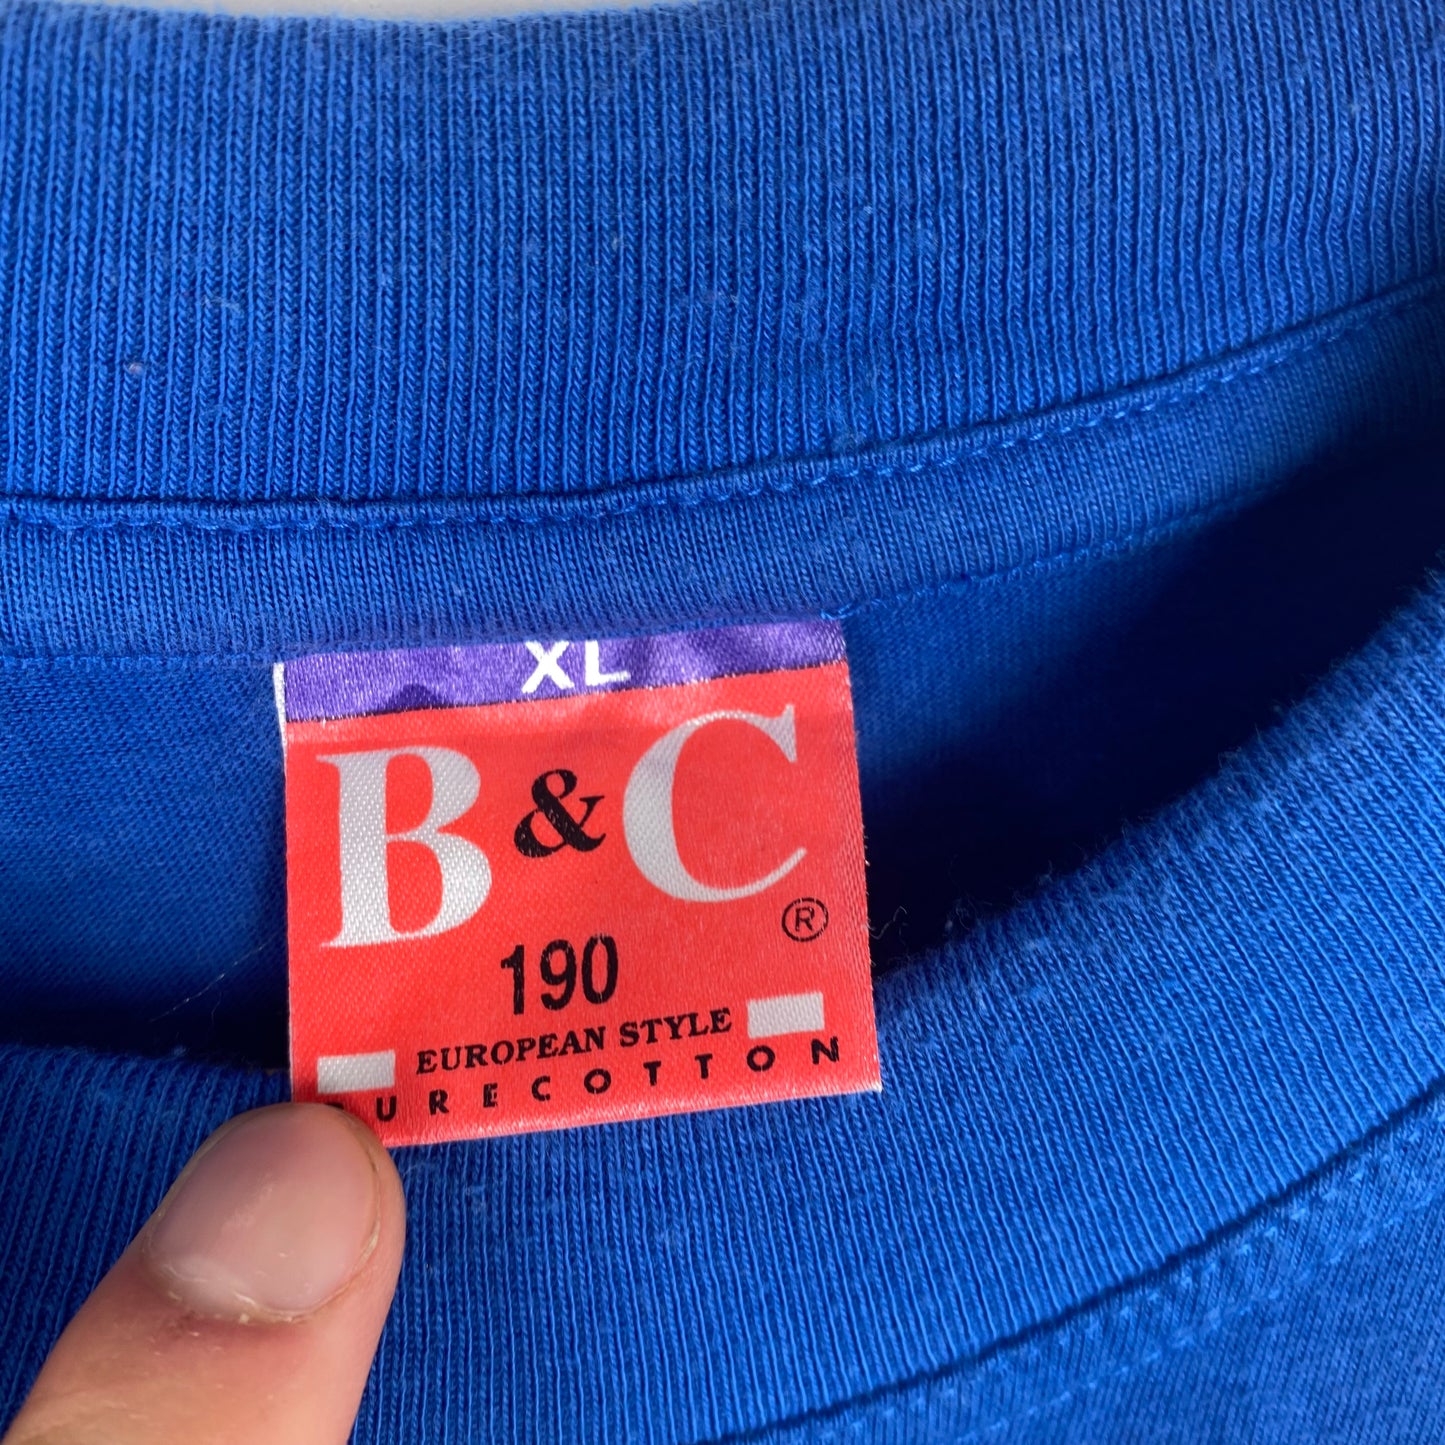 XL
B & C
®
190
EUROPEAN STYLE
URECOTTON